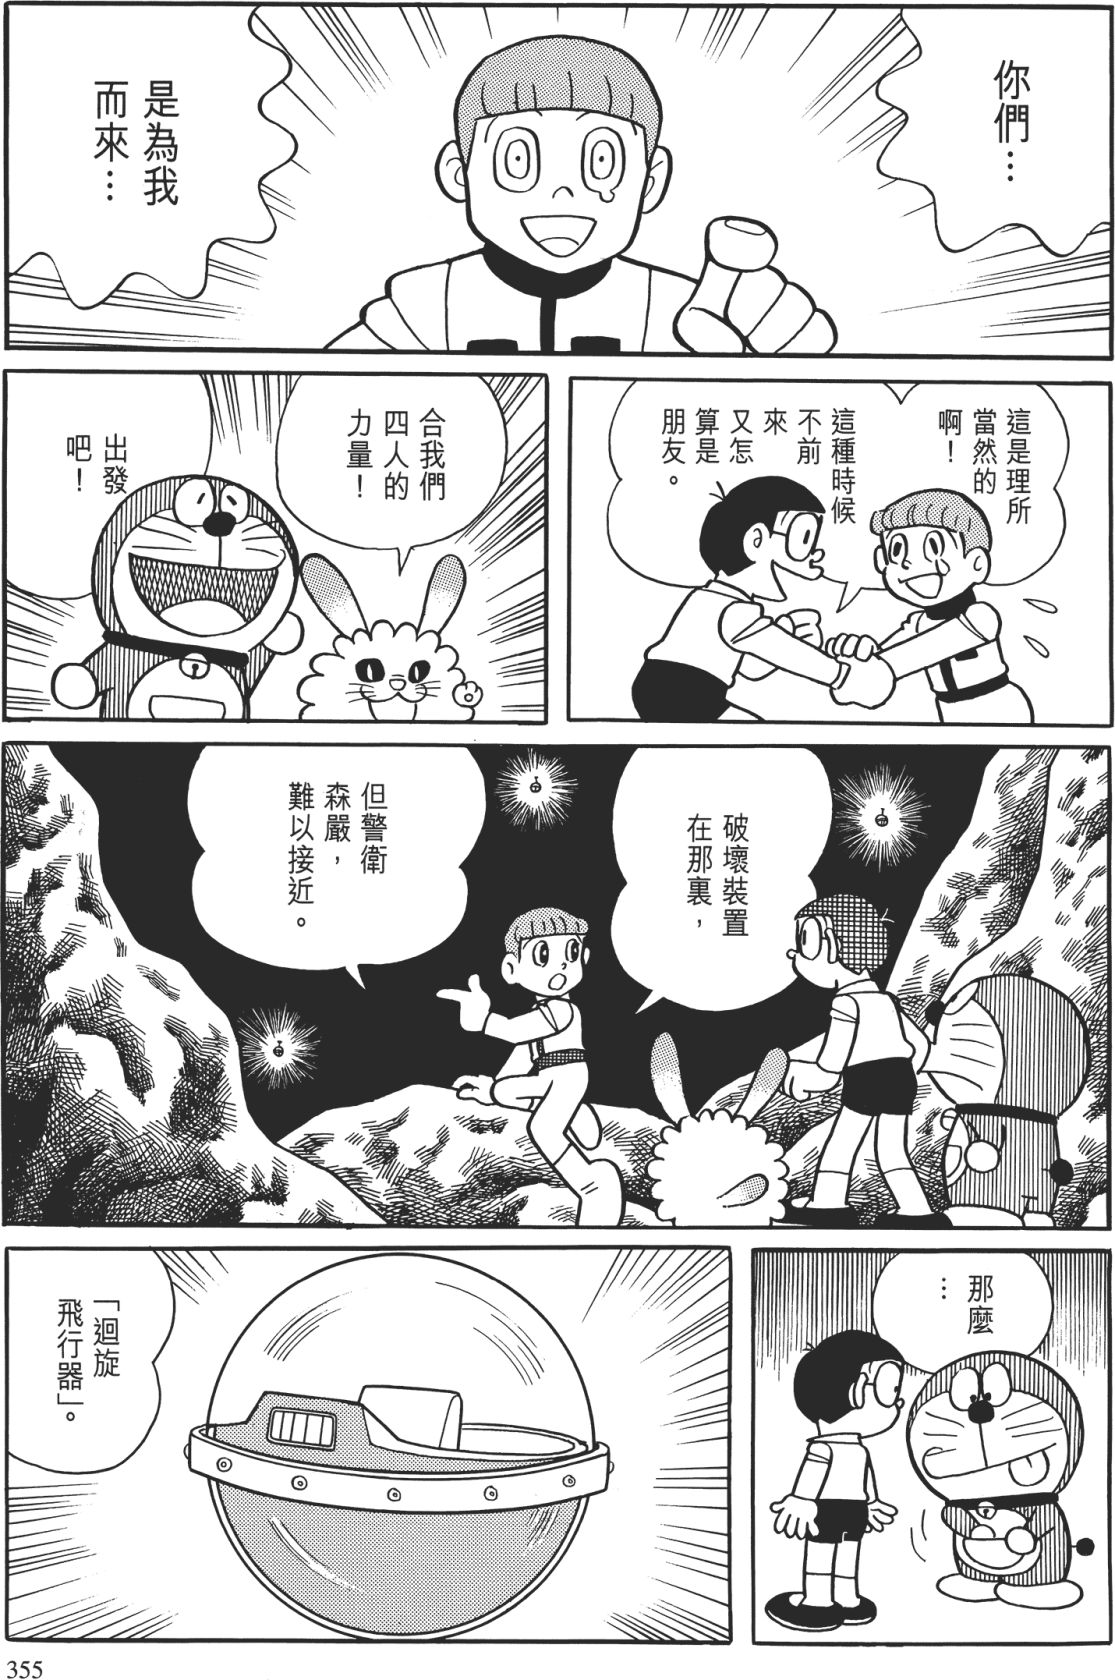 你們…
是為我
而來…
這是理所
當然的
啊！
這種時候
不前
來
又怎
算是
朋友。
合我們
四人的
力量！
出發
吧！
破壞裝置
在那裏，
但警衛
森嚴，
難以接近。
那麼
…
「迴旋
飛行器」。
355